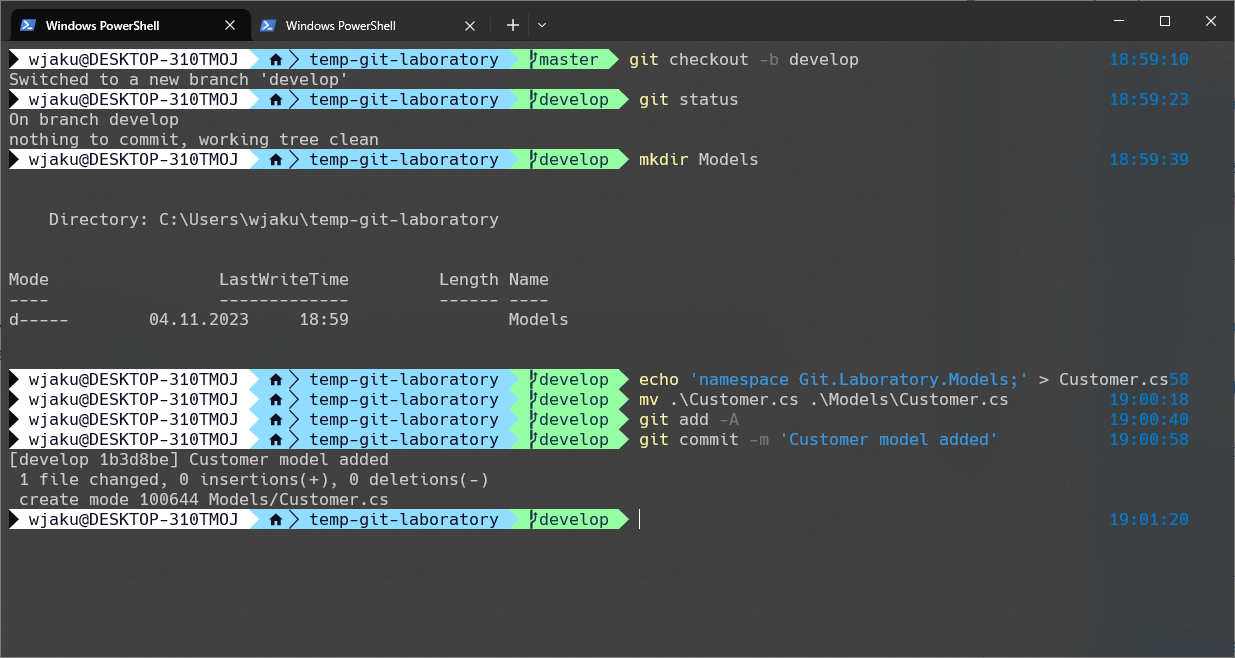 Windows PowerShell
Windows PowerShell
wjaku@DESKTOP-310TMOJ temp-git-laboratory master git checkout -b develop 18:59:10
Switched to a new branch 'develop'
wjaku@DESKTOP-310TMOJ temp-git-laboratory develop git status 18:59:23
On branch develop
nothing to commit, working tree clean
wjaku@DESKTOP-310TMOJ temp-git-laboratory develop mkdir Models 18:59:39
Directory: C:\Users\wjaku\temp-git-laboratory
Mode LastWriteTime Length Name
---- ------------- ------ ----
d----- 04.11.2023 18:59 Models
wjaku@DESKTOP-310TMOJ temp-git-laboratory develop echo 'namespace Git.Laboratory.Models;' > Customer.cs58
wjaku@DESKTOP-310TMOJ temp-git-laboratory develop mv .\Customer.cs .\Models\Customer.cs 19:00:18
wjaku@DESKTOP-310TMOJ temp-git-laboratory develop git add -A 19:00:40
wjaku@DESKTOP-310TMOJ temp-git-laboratory develop git commit -m 'Customer model added' 19:00:58
[develop 1b3d8be] Customer model added
1 file changed, 0 insertions(+), 0 deletions(-)
create mode 100644 Models/Customer.cs
wjaku@DESKTOP-310TMOJ temp-git-laboratory develop 19:01:20